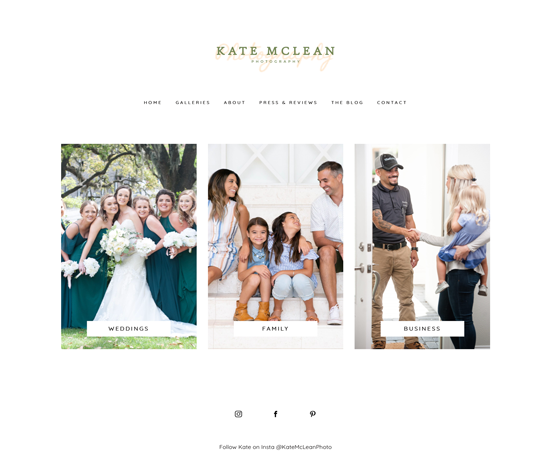 KATE MCLEAN
PHOTOGRAPHY
HOME GALLERIES ABOUT PRESS & REVIEWS THE BLOG CONTACT
WEDDINGS FAMILY BUSINESS
Follow Kate on Insta @KateMcLeanPhoto